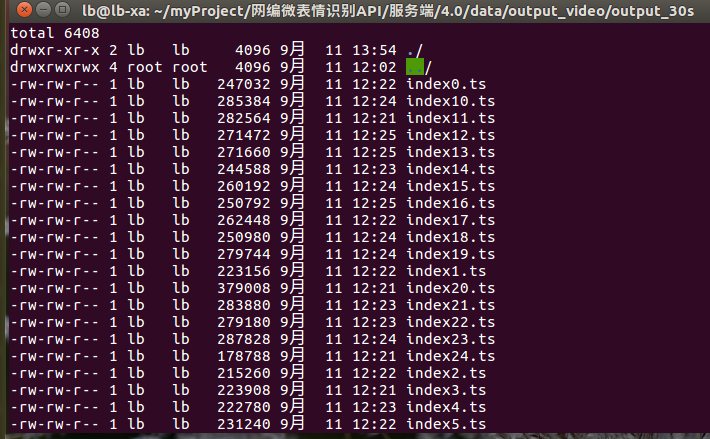 lb@lb-xa: ~/myProject/网编微表情识别API/服务端/4.0/data/output_video/output_30s
total 6408
drwxr-xr-x 2 lb   lb     4096 9月  11 13:54 ./
drwxrwxrwx 4 root root   4096 9月  11 12:02 ../
-rw-rw-r-- 1 lb   lb   247032 9月  11 12:22 index0.ts
-rw-rw-r-- 1 lb   lb   285384 9月  11 12:24 index10.ts
-rw-rw-r-- 1 lb   lb   282564 9月  11 12:21 index11.ts
-rw-rw-r-- 1 lb   lb   271472 9月  11 12:25 index12.ts
-rw-rw-r-- 1 lb   lb   271660 9月  11 12:25 index13.ts
-rw-rw-r-- 1 lb   lb   244588 9月  11 12:23 index14.ts
-rw-rw-r-- 1 lb   lb   260192 9月  11 12:24 index15.ts
-rw-rw-r-- 1 lb   lb   250792 9月  11 12:25 index16.ts
-rw-rw-r-- 1 lb   lb   262448 9月  11 12:22 index17.ts
-rw-rw-r-- 1 lb   lb   250980 9月  11 12:24 index18.ts
-rw-rw-r-- 1 lb   lb   279744 9月  11 12:24 index19.ts
-rw-rw-r-- 1 lb   lb   223156 9月  11 12:22 index1.ts
-rw-rw-r-- 1 lb   lb   379008 9月  11 12:21 index20.ts
-rw-rw-r-- 1 lb   lb   283880 9月  11 12:23 index21.ts
-rw-rw-r-- 1 lb   lb   279180 9月  11 12:23 index22.ts
-rw-rw-r-- 1 lb   lb   287828 9月  11 12:24 index23.ts
-rw-rw-r-- 1 lb   lb   178788 9月  11 12:21 index24.ts
-rw-rw-r-- 1 lb   lb   215260 9月  11 12:22 index2.ts
-rw-rw-r-- 1 lb   lb   223908 9月  11 12:21 index3.ts
-rw-rw-r-- 1 lb   lb   222780 9月  11 12:23 index4.ts
-rw-rw-r-- 1 lb   lb   231240 9月  11 12:22 index5.ts